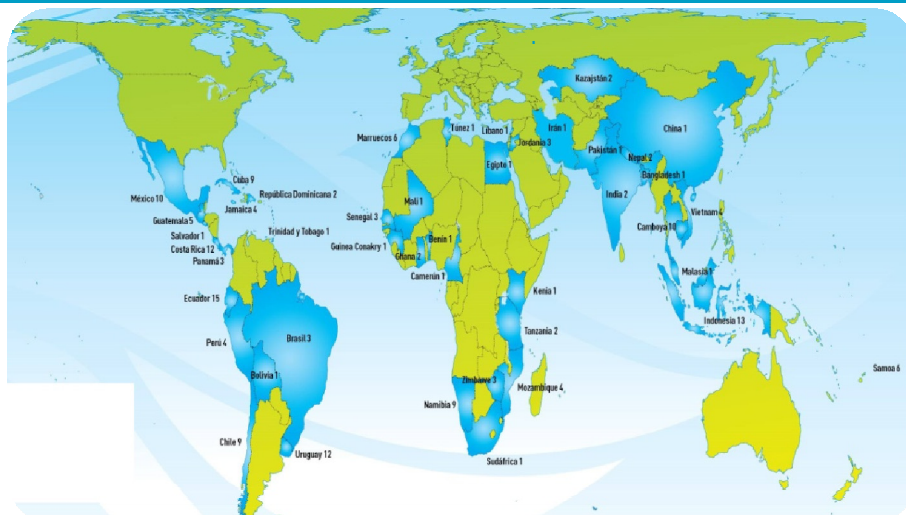 Kazajstán 2
China 1
Túnez 1
Líbano 1
Irán 1
Marruecos 6
Jordania 3
Pakistán 1
Nepal 2
Egipto 1
Bangladesh 1
Cuba 9
República Dominicana 2
México 10
Malí 1
India 2
Jamaica 4
Vietnam 4
Guatemala 5
Senegal 3
Camboya 10
Trinidad y Tobago 1
Salvador 1
Benin 1
Costa Rica 12
Guinea Conakry 1
Ghana 2
Panamá 3
Camerún 1
Malasia 1
Kenia 1
Ecuador 15
Indonesia 13
Tanzania 2
Brasil 3
Perú 4
Samoa 6
Bolivia 1
Zimbawe 3
Mozambique 4
Namibia 9
Chile 9
Uruguay 12
Sudáfrica 1